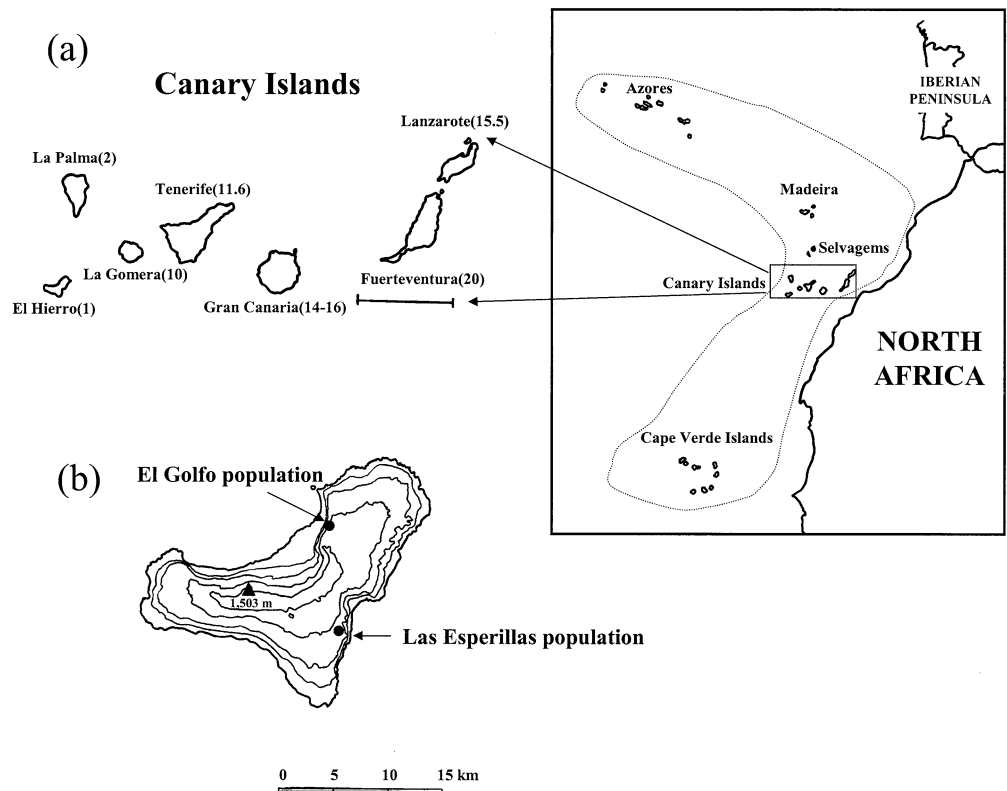 (a)
Canary Islands
Lanzarote(15.5)
La Palma(2)
Tenerife(11.6)
La Gomera(10)
Fuerteventura(20)
El Hierro(1)
Gran Canaria(14-16)
IBERIAN
PENINSULA
Azores
Madeira
Selvagems
Canary Islands
NORTH
AFRICA
Cape Verde Islands
(b)
El Golfo population
1,503 m
Las Esperillas population
0 5 10 15 km